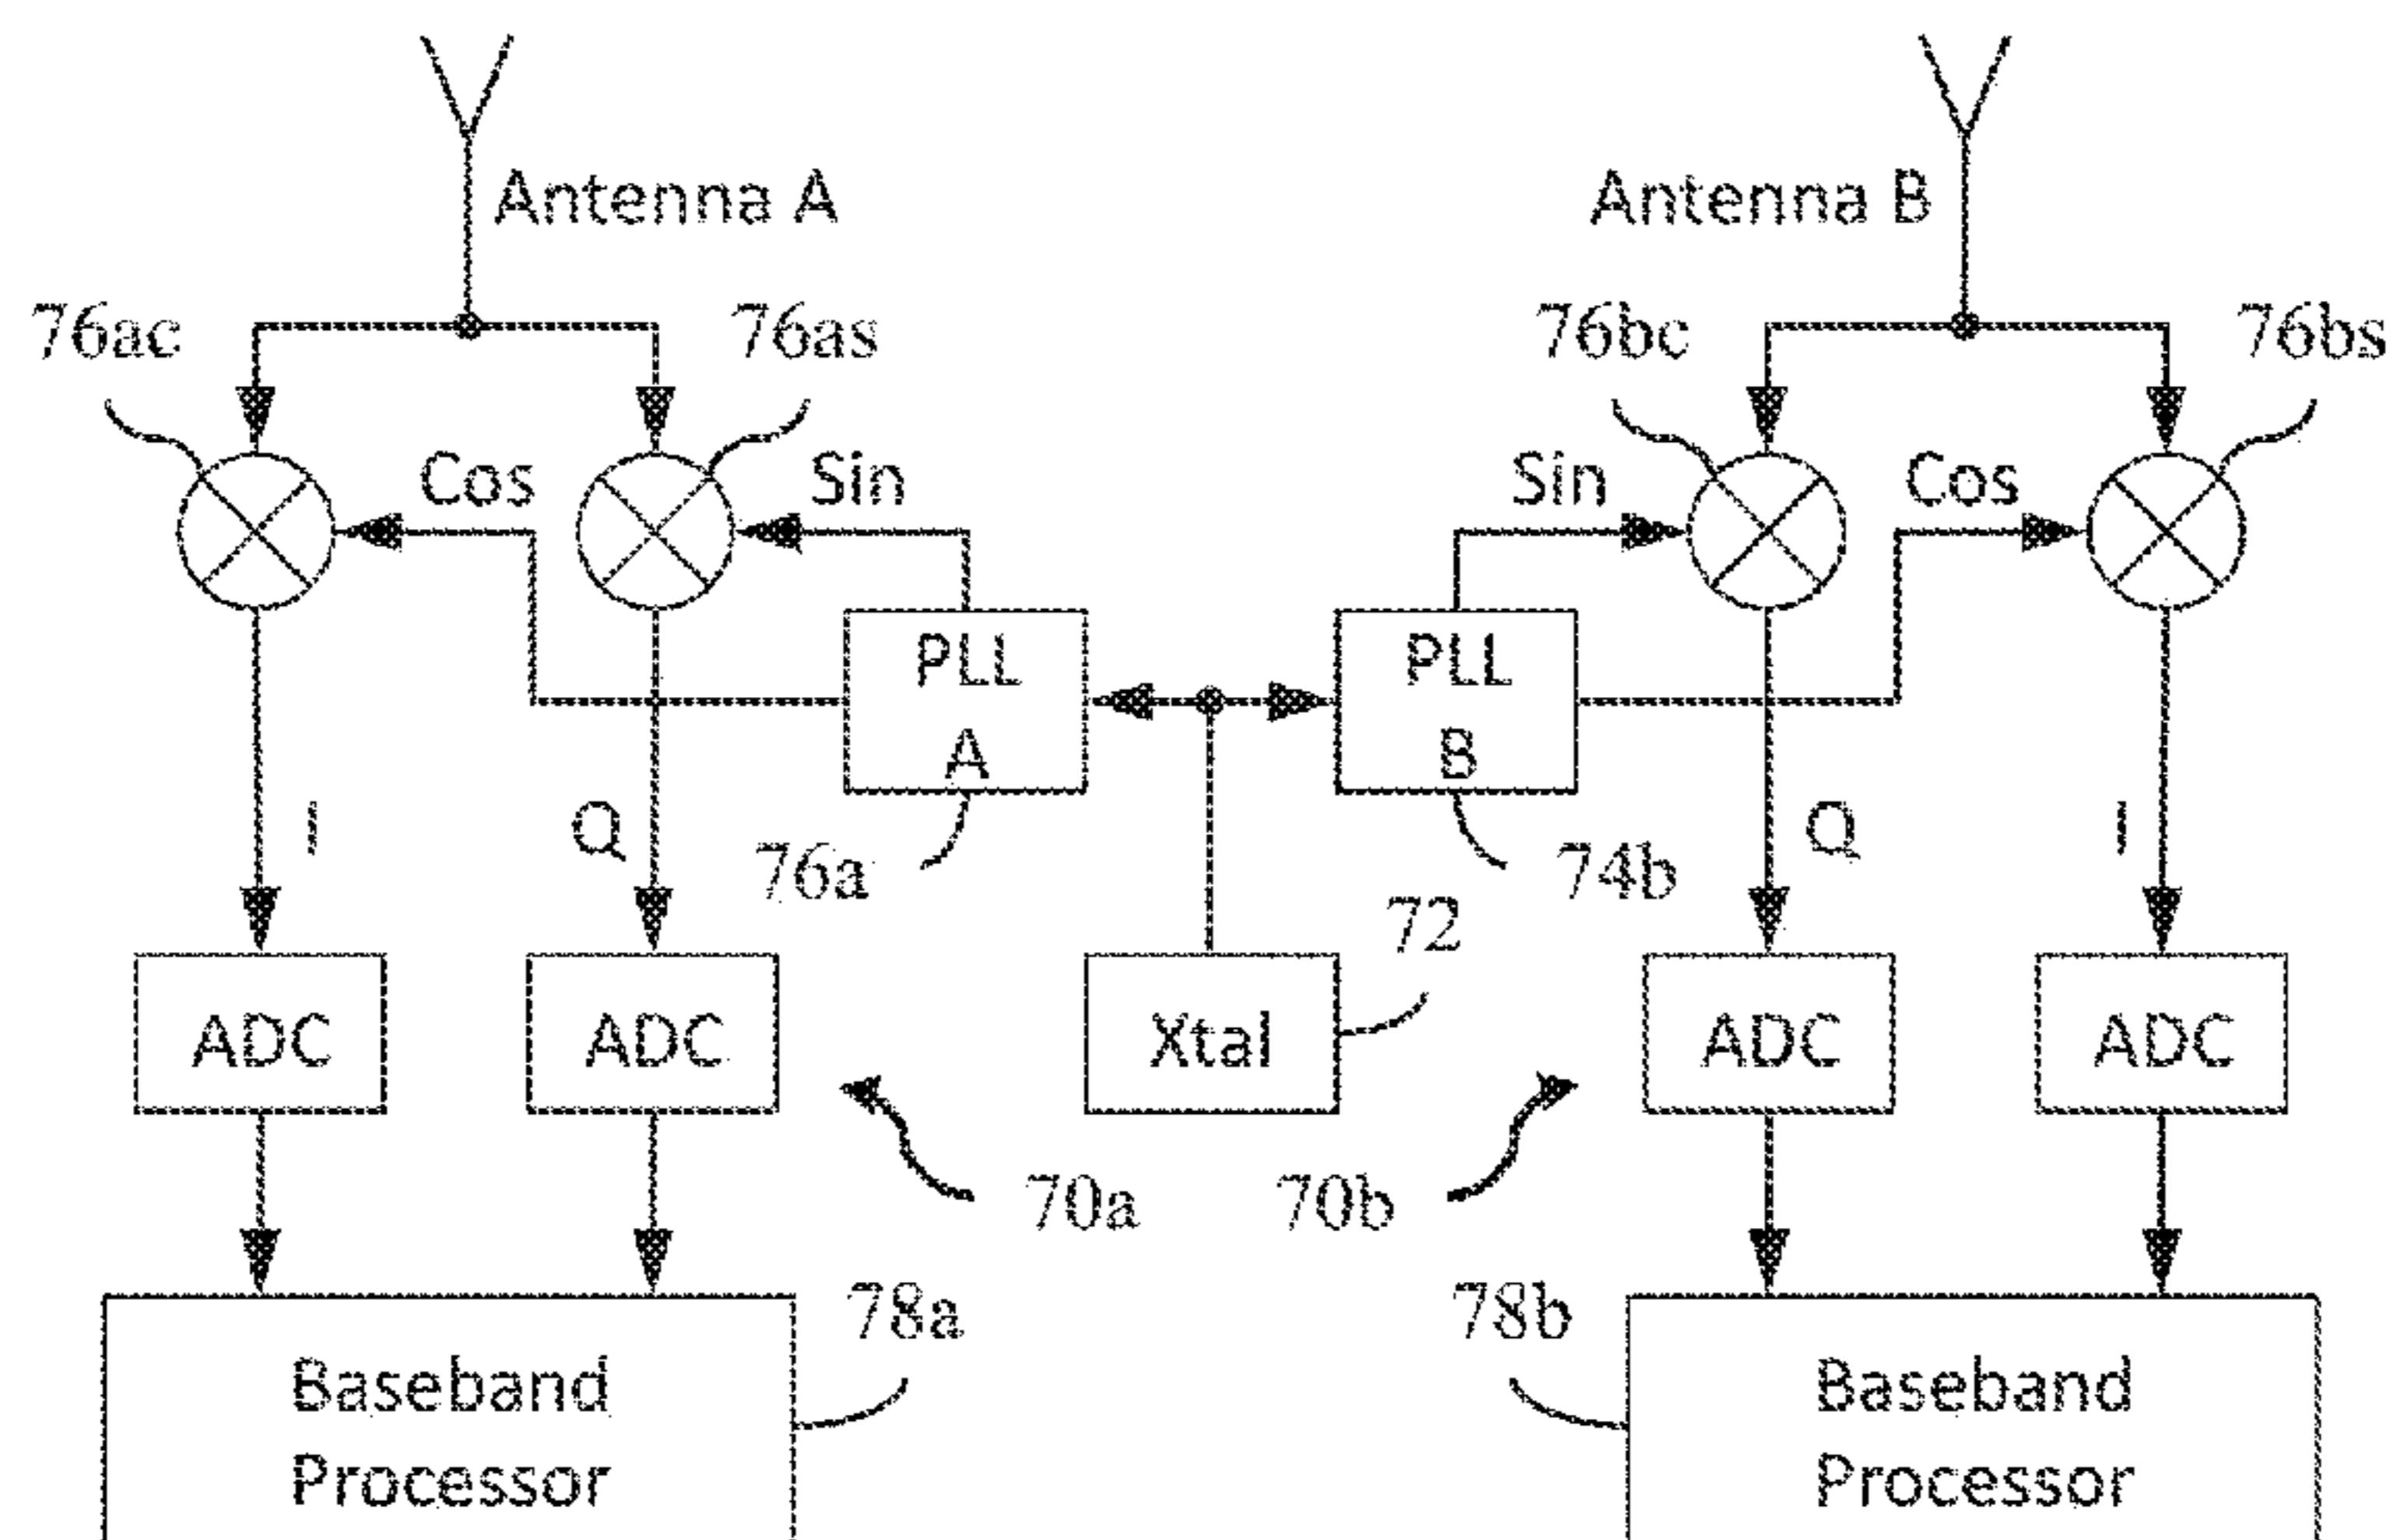 Antenna A
Antenna B
76ac
76as
76bc
76bs
Cos
Sin
Sin
Cos
PLL
A
PLL
B
I
Q
76a
74b
Q
I
72
ADC
ADC
Xtal
ADC
ADC
70a
70b
78a
78b
Baseband
Processor
Baseband
Processor